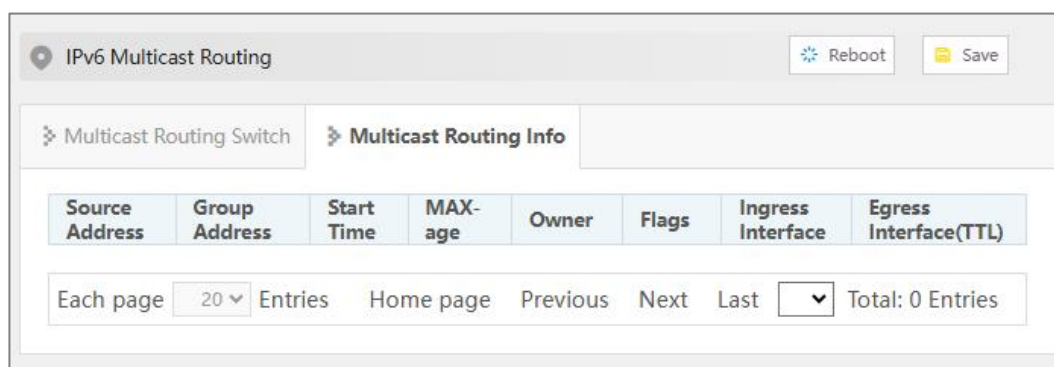 IPv6 Multicast Routing
Reboot
Save
Multicast Routing Switch
Multicast Routing Info
Source Address
Group Address
Start Time
MAX-age
Owner
Flags
Ingress Interface
Egress Interface(TTL)
Each page 20 Entries Home page Previous Next Last Total: 0 Entries